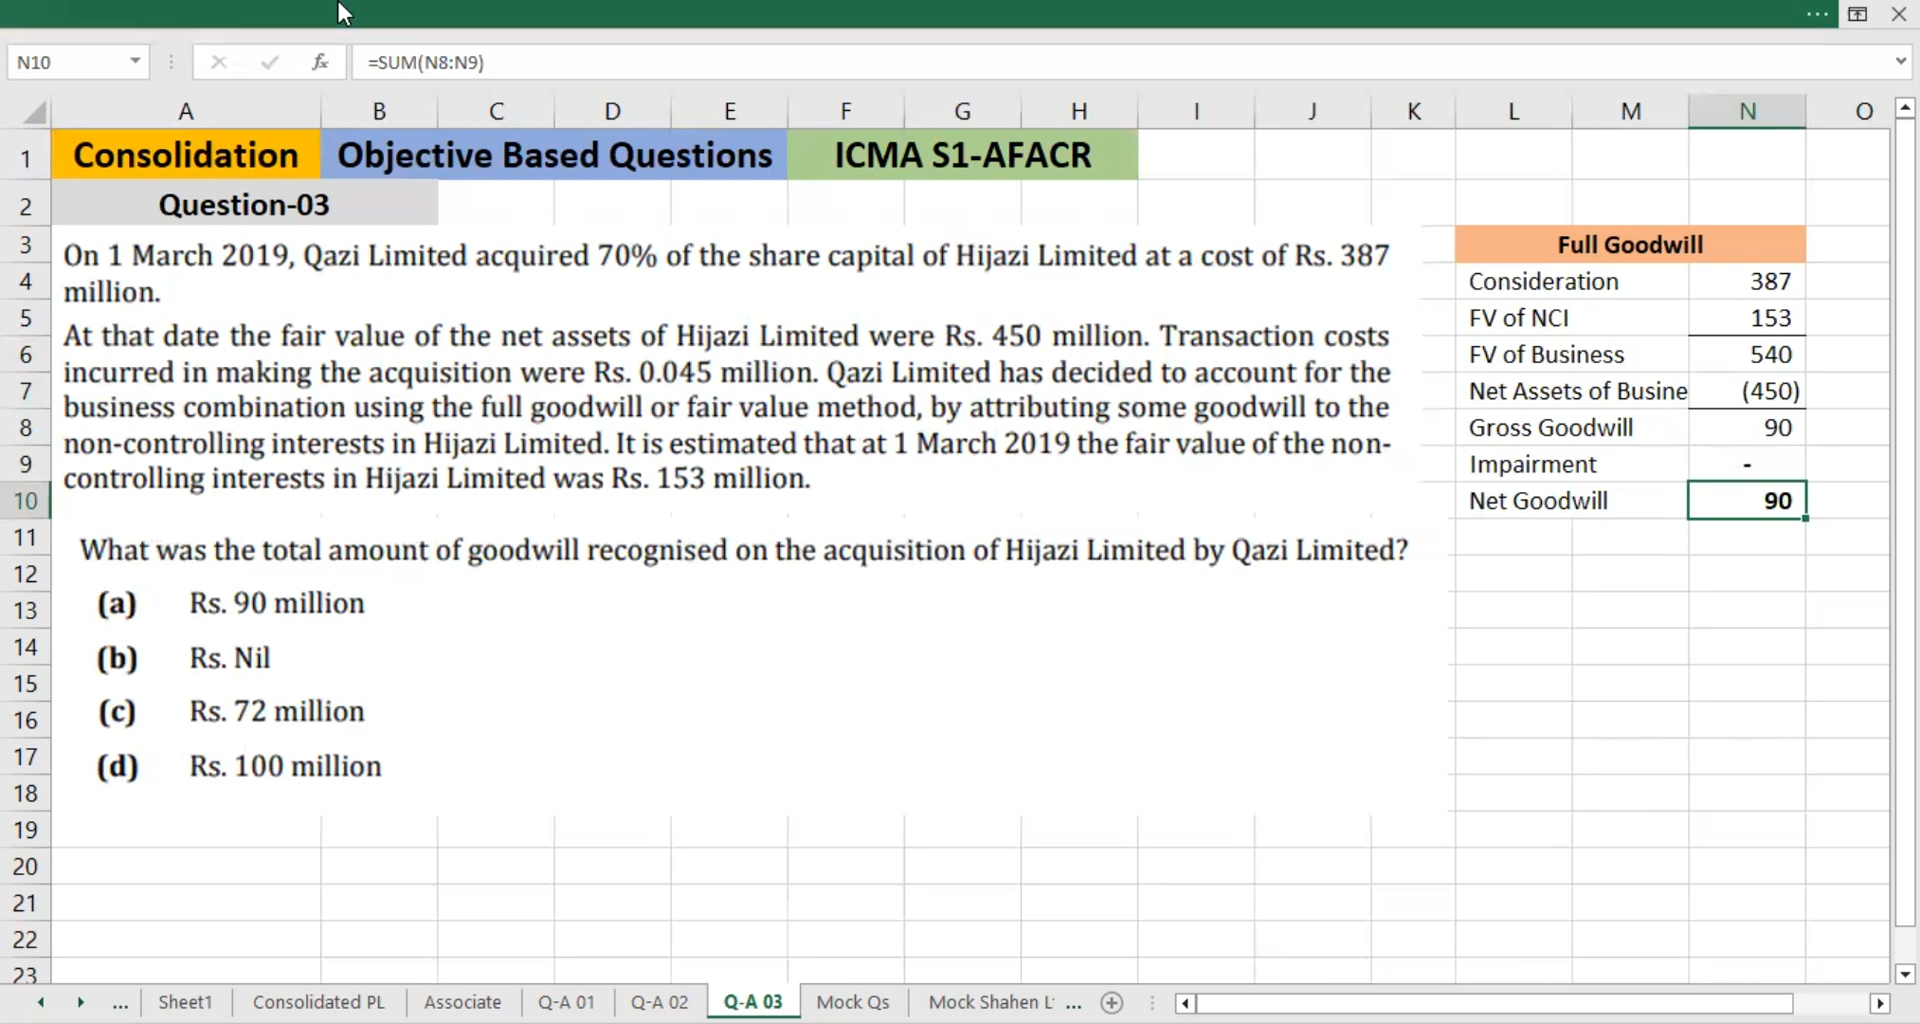 N10
fx
=SUM(N8:N9)
A B C D E F G H I J K L M N O
1 Consolidation Objective Based Questions ICMA S1-AFACR
2 Question-03
3
4
5
6
7
8
9
10
11
12
13
14
15
16
17
18
19
20
21
22
23
On 1 March 2019, Qazi Limited acquired 70% of the share capital of Hijazi Limited at a cost of Rs. 387
million.
At that date the fair value of the net assets of Hijazi Limited were Rs. 450 million. Transaction costs
incurred in making the acquisition were Rs. 0.045 million. Qazi Limited has decided to account for the
business combination using the full goodwill or fair value method, by attributing some goodwill to the
non-controlling interests in Hijazi Limited. It is estimated that at 1 March 2019 the fair value of the non-
controlling interests in Hijazi Limited was Rs. 153 million.
What was the total amount of goodwill recognised on the acquisition of Hijazi Limited by Qazi Limited?
(a) Rs. 90 million
(b) Rs. Nil
(c) Rs. 72 million
(d) Rs. 100 million
Full Goodwill
Consideration 387
FV of NCI 153
FV of Business 540
Net Assets of Busine (450)
Gross Goodwill 90
Impairment -
Net Goodwill 90
... Sheet1 Consolidated PL Associate Q-A 01 Q-A 02 Q-A 03 Mock Qs Mock Shahen L ...